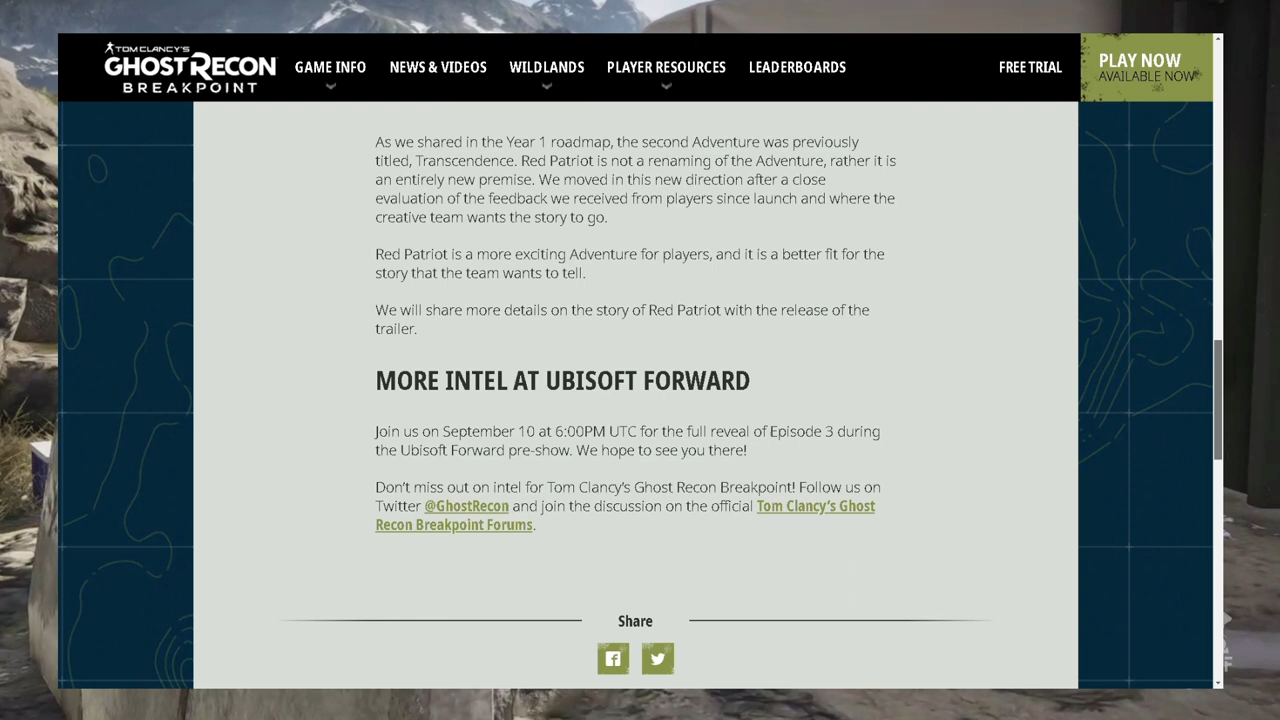 TOM CLANCY'S
GHOST RECON
BREAKPOINT
GAME INFO
NEWS & VIDEOS
WILDLANDS
PLAYER RESOURCES
LEADERBOARDS
FREE TRIAL
PLAY NOW
AVAILABLE NOW
As we shared in the Year 1 roadmap, the second Adventure was previously
titled, Transcendence. Red Patriot is not a renaming of the Adventure, rather it is
an entirely new premise. We moved in this new direction after a close
evaluation of the feedback we received from players since launch and where the
creative team wants the story to go.
Red Patriot is a more exciting Adventure for players, and it is a better fit for the
story that the team wants to tell.
We will share more details on the story of Red Patriot with the release of the
trailer.
MORE INTEL AT UBISOFT FORWARD
Join us on September 10 at 6:00PM UTC for the full reveal of Episode 3 during
the Ubisoft Forward pre-show. We hope to see you there!
Don't miss out on intel for Tom Clancy's Ghost Recon Breakpoint! Follow us on
Twitter @GhostRecon and join the discussion on the official Tom Clancy's Ghost
Recon Breakpoint Forums.
Share